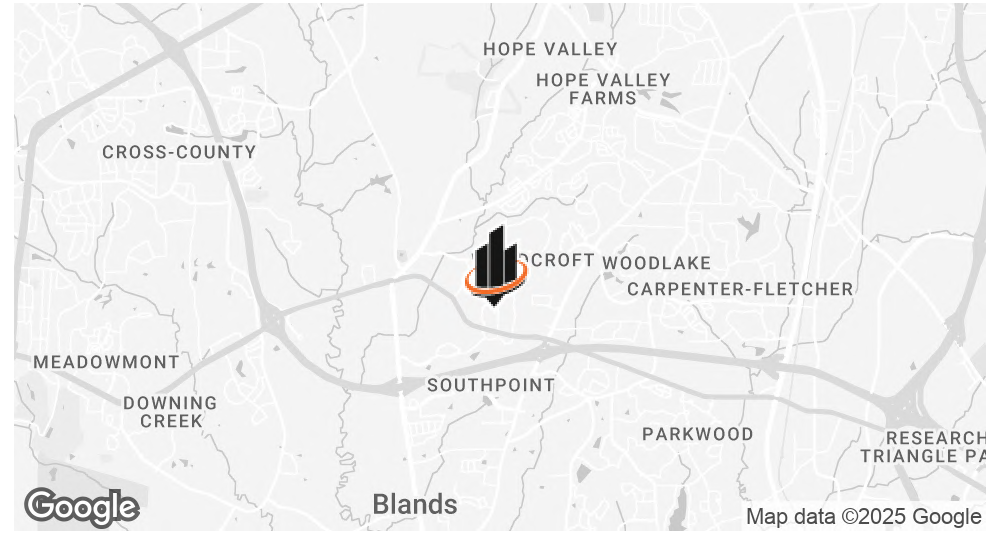 HOPE VALLEY
HOPE VALLEY
FARMS
CROSS-COUNTY
WOODLAKE
CARPENTER-FLETCHER
MEADOWMONT
SOUTHPOINT
DOWNING
CREEK
PARKWOOD
RESEARCH
TRIANGLE PA
Blands
Google
Map data ©2025 Google